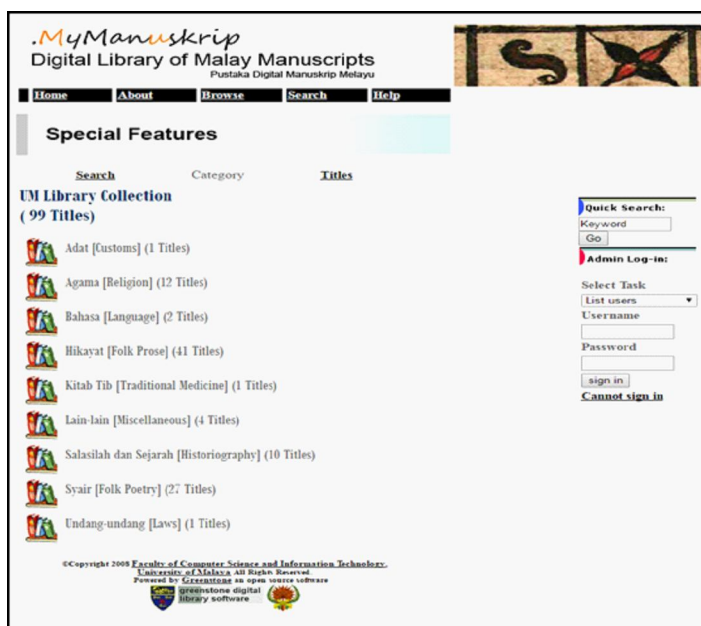 .MyManuskrip
Digital Library of Malay Manuscripts
Pustaka Digital Manuskrip Melayu
Home About Browse Search Help
Special Features
Search Category Titles
UM Library Collection
( 99 Titles)
Adat [Customs] (1 Titles)
Agama [Religion] (12 Titles)
Bahasa [Language] (2 Titles)
Hikayat [Folk Prose] (41 Titles)
Kitab Tib [Traditional Medicine] (1 Titles)
Lain-lain [Miscellaneous] (4 Titles)
Salasilah dan Sejarah [Historiography] (10 Titles)
Syair [Folk Poetry] (27 Titles)
Undang-undang [Laws] (1 Titles)
Quick Search:
Keyword
Go
Admin Log-in:
Select Task
List users
Username
Password
sign in
Cannot sign in
©Copyright 2008 Faculty of Computer Science and Information Technology,
University of Malaya All Rights Reserved.
Powered by Greenstone an open source software
greenstone digital
library software